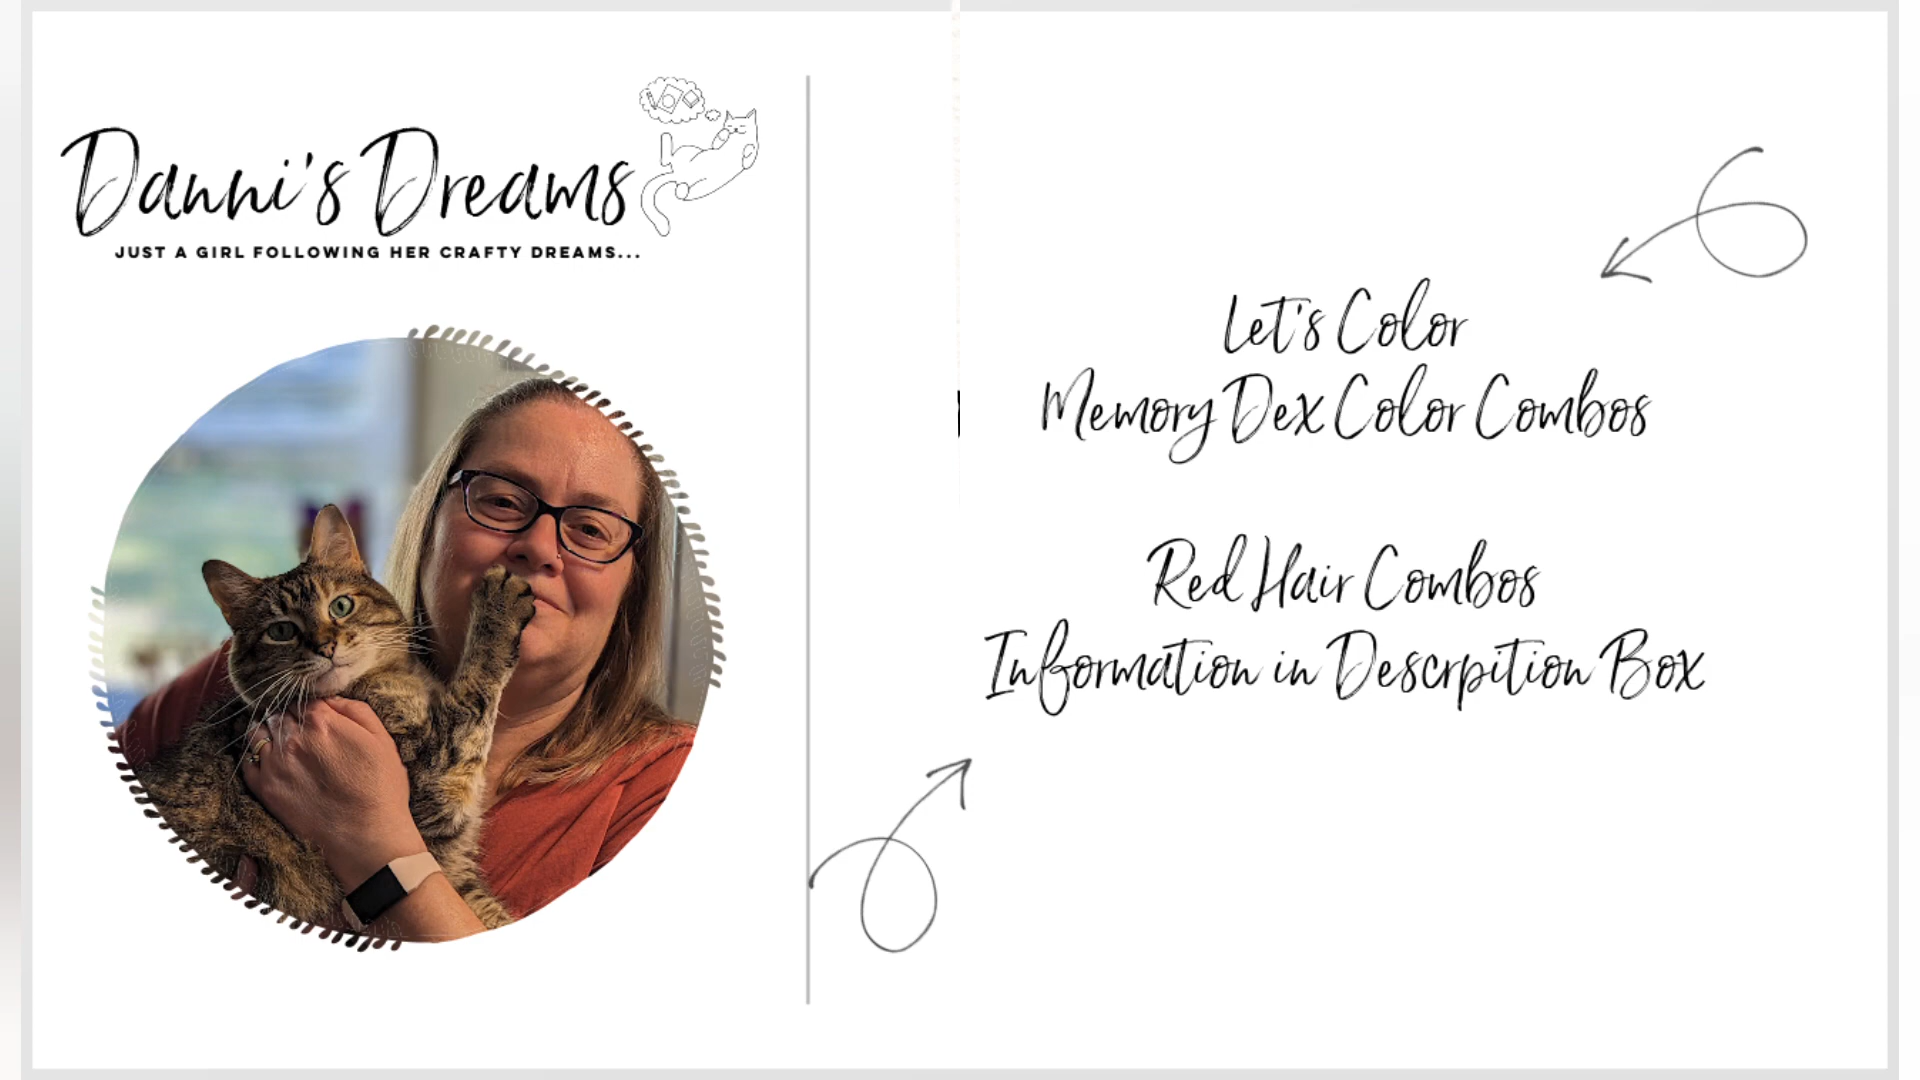 Danni's Dreams
JUST A GIRL FOLLOWING HER CRAFTY DREAMS...
Let's Color
Memory Dex Color Combos
Red Hair Combos
Information in Descrpition Box